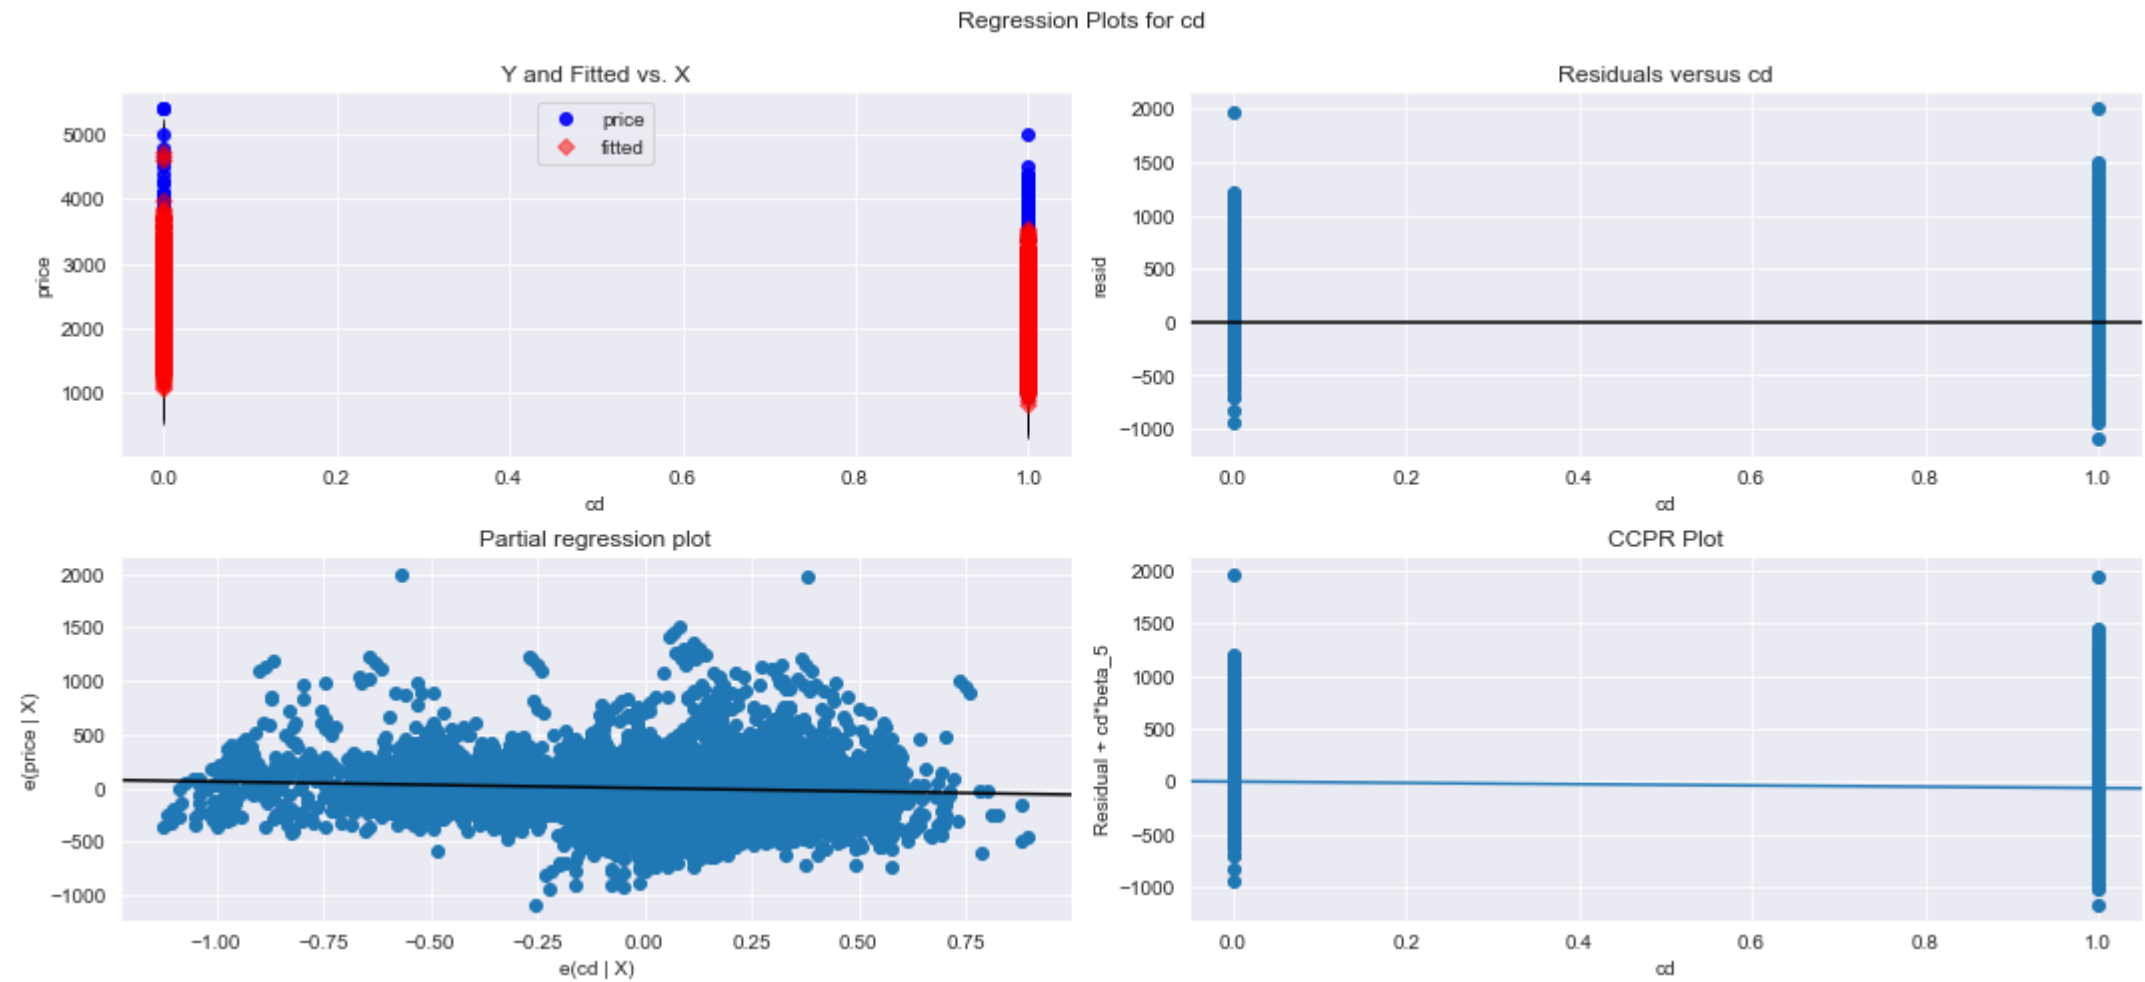 Regression Plots for cd
Y and Fitted vs. X
price
fitted
5000
4000
3000
2000
1000
price
0.0 0.2 0.4 0.6 0.8 1.0
cd
Residuals versus cd
2000
1500
1000
500
0
−500
−1000
resid
0.0 0.2 0.4 0.6 0.8 1.0
cd
Partial regression plot
2000
1500
1000
500
0
−500
−1000
e(price | X)
−1.00 −0.75 −0.50 −0.25 0.00 0.25 0.50 0.75
e(cd | X)
CCPR Plot
2000
1500
1000
500
0
−500
−1000
Residual + cd*beta_5
0.0 0.2 0.4 0.6 0.8 1.0
cd